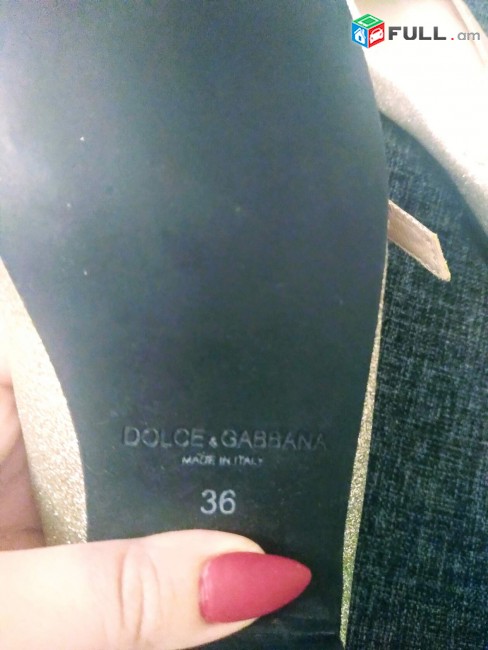 FULL.am
DOLCE & GABBANA
MADE IN ITALY
36